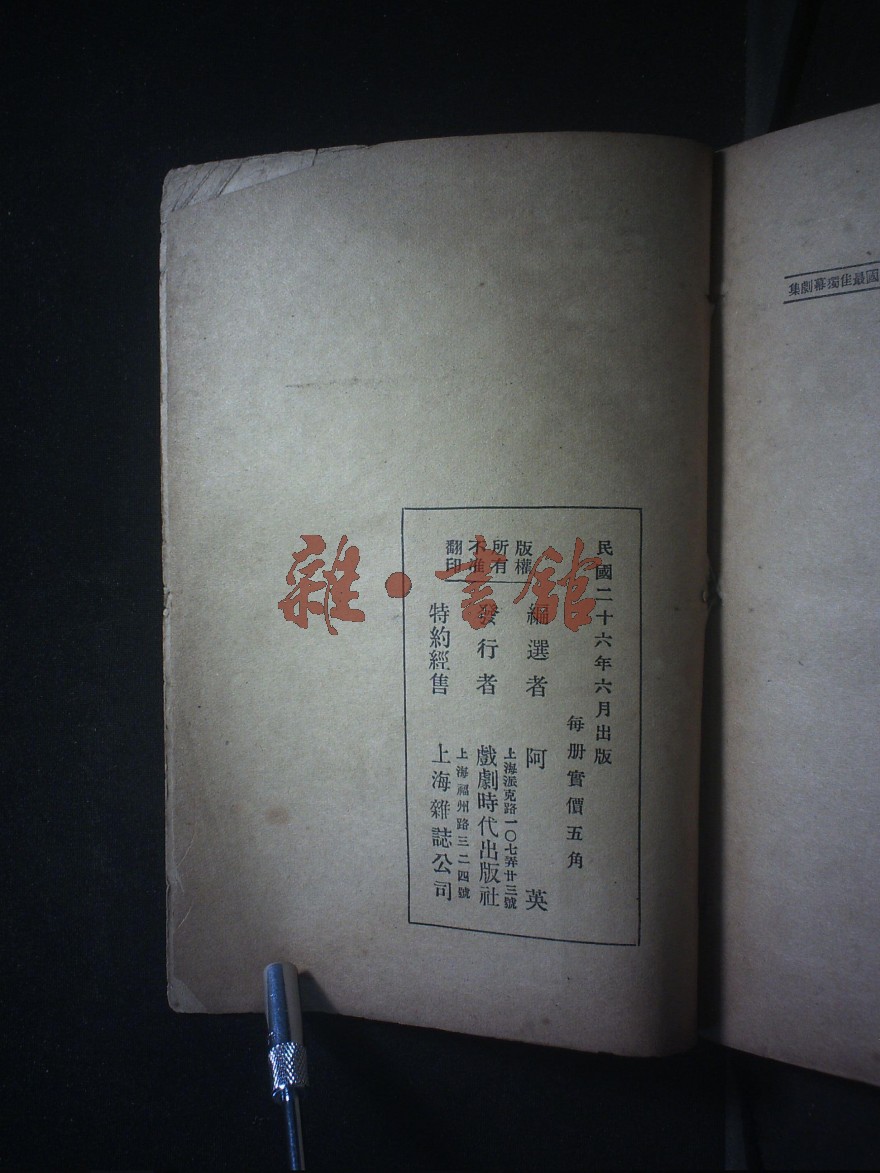 國最佳獨幕劇集
民國二十六年六月出版
每册實價五角
版權
所有
不准
翻印
編選者 阿英
上海派克路一〇七弄廿三號
發行者 戲劇時代出版社
上海福州路三二四號
特約經售 上海雜誌公司
雜·書館